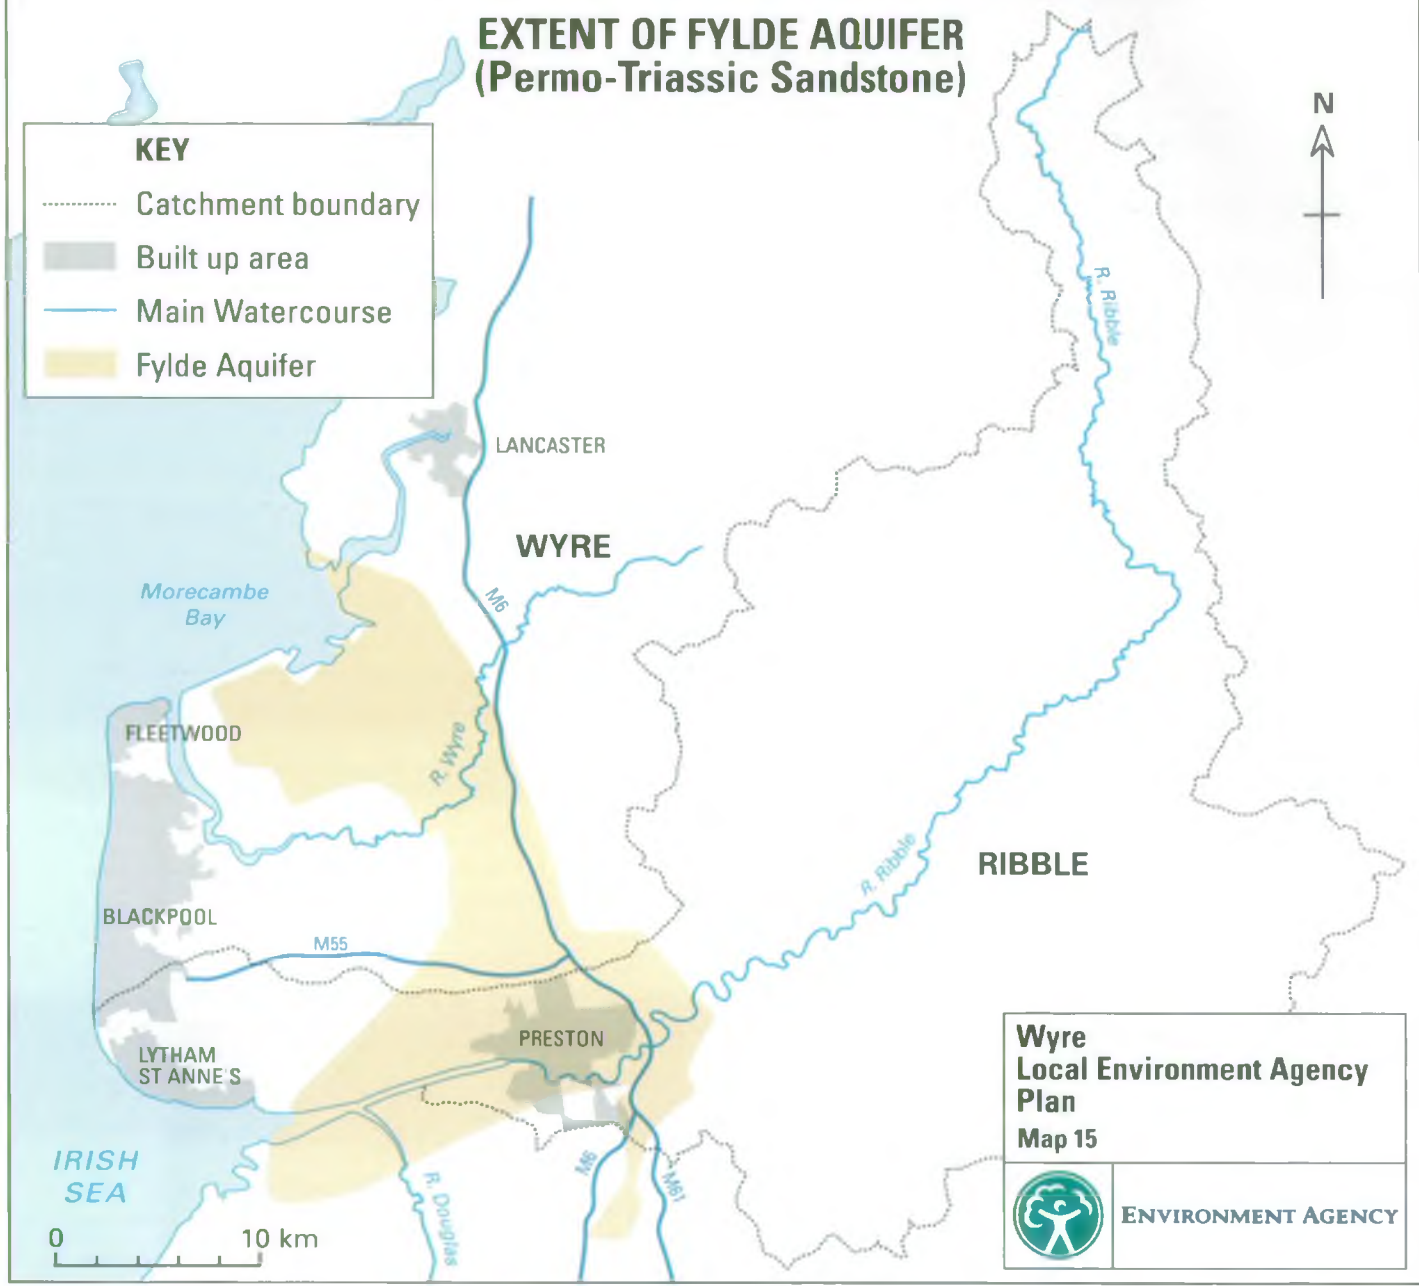 EXTENT OF FYLDE AQUIFER
(Permo-Triassic Sandstone)
N
KEY
Catchment boundary
Built up area
Main Watercourse
Fylde Aquifer
R. Ribble
LANCASTER
WYRE
M6
Morecambe
Bay
FLEETWOOD
R. Wyre
R. Ribble
RIBBLE
BLACKPOOL
M55
PRESTON
LYTHAM
ST ANNE'S
IRISH
SEA
R. Douglas
M6
M61
0 10 km
Wyre
Local Environment Agency
Plan
Map 15
ENVIRONMENT AGENCY